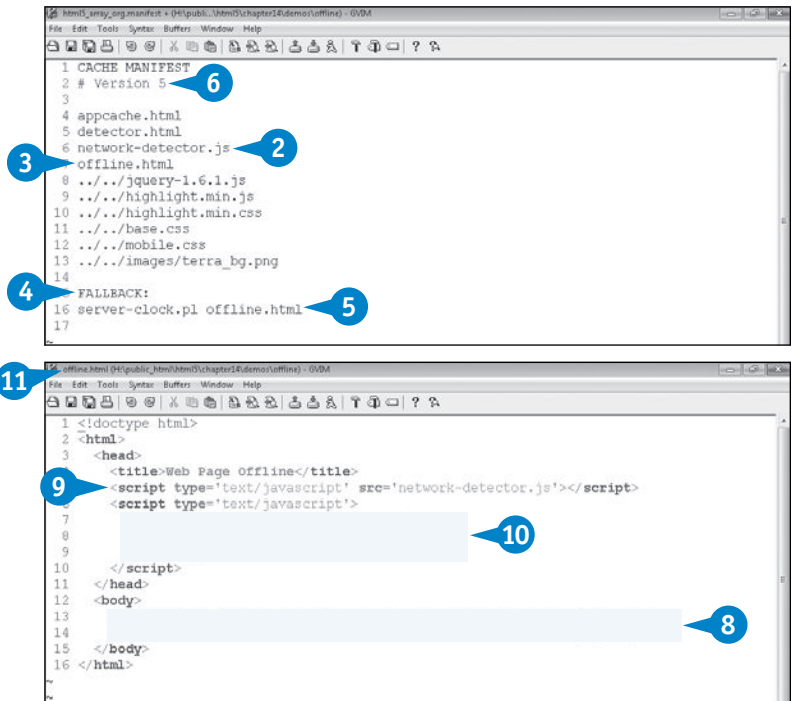 html5_array_org.manifest + (H:\publi...\html5\chapter14\demos\offline) - GVIM
File Edit Tools Syntax Buffers Window Help
1 CACHE MANIFEST
2 # Version 5
6
3
4 appcache.html
5 detector.html
6 network-detector.js
2
3
offline.html
8 ../../jquery-1.6.1.js
9 ../../highlight.min.js
10 ../../highlight.min.css
11 ../../base.css
12 ../../mobile.css
13 ../../images/terra_bg.png
14
4
FALLBACK:
16 server-clock.pl offline.html
5
17
~
11
offline.html (H:\public_html\html5\chapter14\demos\offline) - GVIM
File Edit Tools Syntax Buffers Window Help
1 <!doctype html>
2 <html>
3 <head>
<title>Web Page Offline</title>
9
<script type='text/javascript' src='network-detector.js'></script>
<script type='text/javascript'>
7
8
10
9
10 </script>
11 </head>
12 <body>
13
8
14
15 </body>
16 </html>
~
~